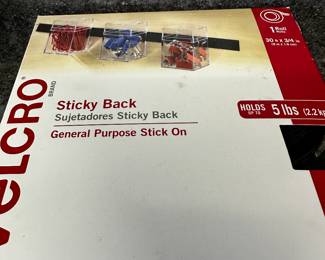 1 Roll
30 ft x 3/4 in
VELCRO
BRAND
Sticky Back
Sujetadores Sticky Back
General Purpose Stick On
HOLDS
UP TO
5 lbs
(2.2 kg